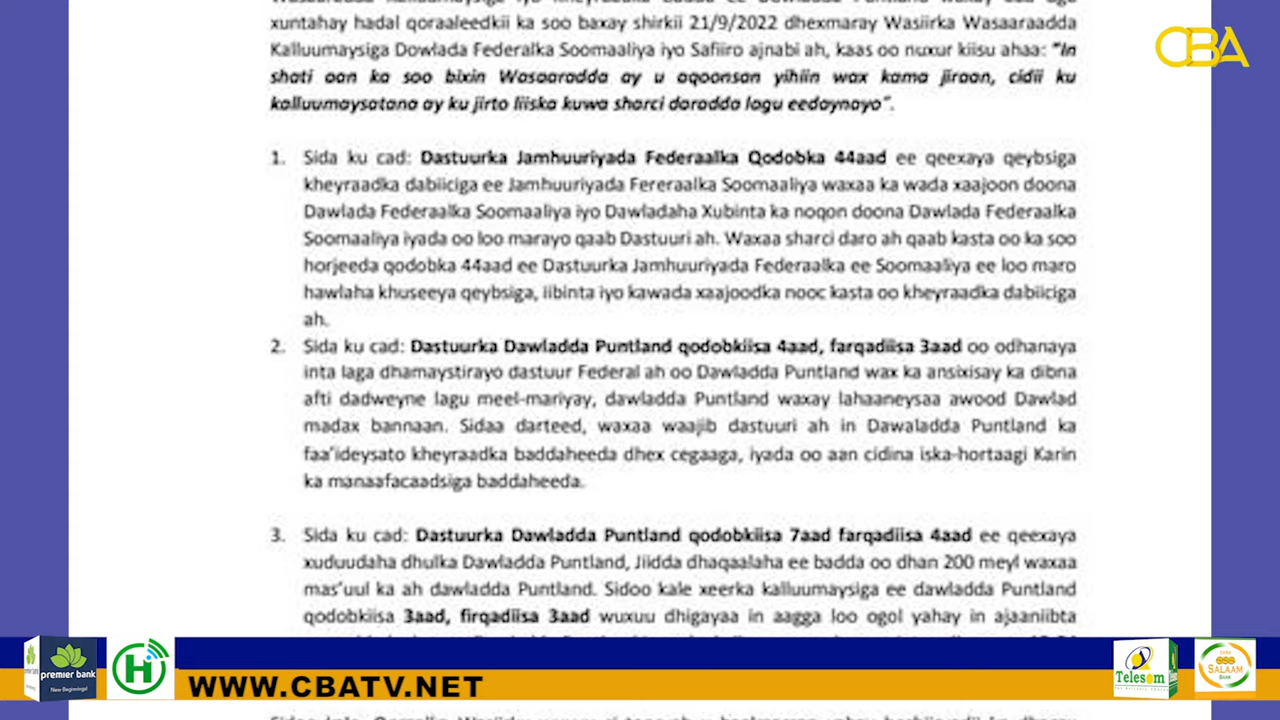 xuntahay hadal qoraaleedkii ka soo baxay shirkii 21/9/2022 dhexmaray Wasiirka Wasaaraadda
Kalluumaysiga Dowlada Federalka Soomaaliya iyo Safiiro ajnabi ah, kaas oo nuxur kiisu ahaa: "In
shati aan ka soo bixin Wasaaradda ay u aqoonsan yihiin wax kama jiraan, cidii ku
kalluumaysatana ay ku jirto liiska kuwa sharci daradda lagu eedaynayo".
1. Sida ku cad: Dastuurka Jamhuuriyada Federaalka Qodobka 44aad ee qeexaya qeybsiga
kheyraadka dabiiciga ee Jamhuuriyada Fereraalka Soomaaliya waxaa ka wada xaajoon doona
Dawlada Federaalka Soomaaliya iyo Dawladaha Xubinta ka noqon doona Dawlada Federaalka
Soomaaliya iyada oo loo marayo qaab Dastuuri ah. Waxaa sharci daro ah qaab kasta oo ka soo
horjeeda qodobka 44aad ee Dastuurka Jamhuuriyada Federaalka ee Soomaaliya ee loo maro
hawlaha khuseeya qeybsiga, iibinta iyo kawada xaajoodka nooc kasta oo kheyraadka dabiiciga
ah.
2. Sida ku cad: Dastuurka Dawladda Puntland qodobkiisa 4aad, farqadiisa 3aad oo odhanaya
inta laga dhamaystirayo dastuur Federal ah oo Dawladda Puntland wax ka ansixisay ka dibna
afti dadweyne lagu meel-mariyay, dawladda Puntland waxay lahaaneysaa awood Dawlad
madax bannaan. Sidaa darteed, waxaa waajib dastuuri ah in Dawaladda Puntland ka
faa'ideysato kheyraadka baddaheeda dhex cegaaga, iyada oo aan cidina iska-hortaagi Karin
ka manaafacaadsiga baddaheeda.
3. Sida ku cad: Dastuurka Dawladda Puntland qodobkiisa 7aad farqadiisa 4aad ee qeexaya
xuduudaha dhulka Dawladda Puntland, Jiidda dhaqaalaha ee badda oo dhan 200 meyl waxaa
mas'uul ka ah dawladda Puntland. Sidoo kale xeerka kalluumaysiga ee dawladda Puntland
qodobkiisa 3aad, firqadiisa 3aad wuxuu dhigayaa in aagga loo ogol yahay in ajaaniibta
CBA
premier bank
New Beginnings!
H
WWW.CBATV.NET
Telesom
SALAAM
BANK